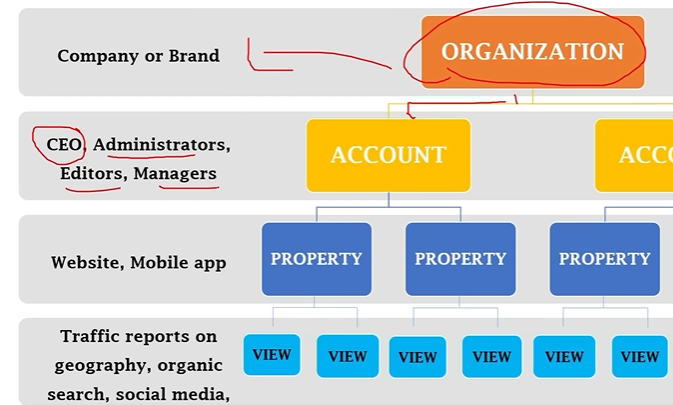 Company or Brand
ORGANIZATION
CEO, Administrators,
Editors, Managers
ACCOUNT
ACCO
Website, Mobile app
PROPERTY
PROPERTY
PROPERTY
Traffic reports on
geography, organic
search, social media,
VIEW
VIEW
VIEW
VIEW
VIEW
VIEW